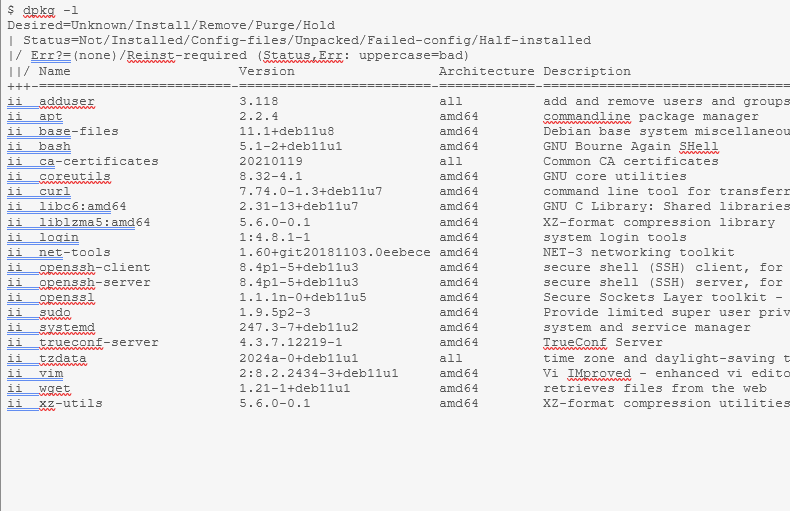 $ dpkg -l
Desired=Unknown/Install/Remove/Purge/Hold
| Status=Not/Installed/Config-files/Unpacked/Failed-config/Half-installed
|/ Err?=(none)/Reinst-required (Status,Err: uppercase=bad)
||/ Name                     Version                  Architecture Description
+++-========================-========================-============-===============================
ii  adduser                  3.118                    all          add and remove users and groups
ii  apt                      2.2.4                    amd64        commandline package manager
ii  base-files               11.1+deb11u8             amd64        Debian base system miscellaneou
ii  bash                     5.1-2+deb11u1            amd64        GNU Bourne Again SHell
ii  ca-certificates          20210119                 all          Common CA certificates
ii  coreutils                8.32-4.1                 amd64        GNU core utilities
ii  curl                     7.74.0-1.3+deb11u7       amd64        command line tool for transferr
ii  libc6:amd64              2.31-13+deb11u7          amd64        GNU C Library: Shared libraries
ii  liblzma5:amd64           5.6.0-0.1                amd64        XZ-format compression library
ii  login                    1:4.8.1-1                amd64        system login tools
ii  net-tools                1.60+git20181103.0eebece amd64        NET-3 networking toolkit
ii  openssh-client           8.4p1-5+deb11u3          amd64        secure shell (SSH) client, for
ii  openssh-server           8.4p1-5+deb11u3          amd64        secure shell (SSH) server, for
ii  openssl                  1.1.1n-0+deb11u5         amd64        Secure Sockets Layer toolkit -
ii  sudo                     1.9.5p2-3                amd64        Provide limited super user priv
ii  systemd                  247.3-7+deb11u2          amd64        system and service manager
ii  trueconf-server          4.3.7.12219-1            amd64        TrueConf Server
ii  tzdata                   2024a-0+deb11u1          all          time zone and daylight-saving t
ii  vim                      2:8.2.2434-3+deb11u1     amd64        Vi IMproved - enhanced vi edito
ii  wget                     1.21-1+deb11u1           amd64        retrieves files from the web
ii  xz-utils                 5.6.0-0.1                amd64        XZ-format compression utilities